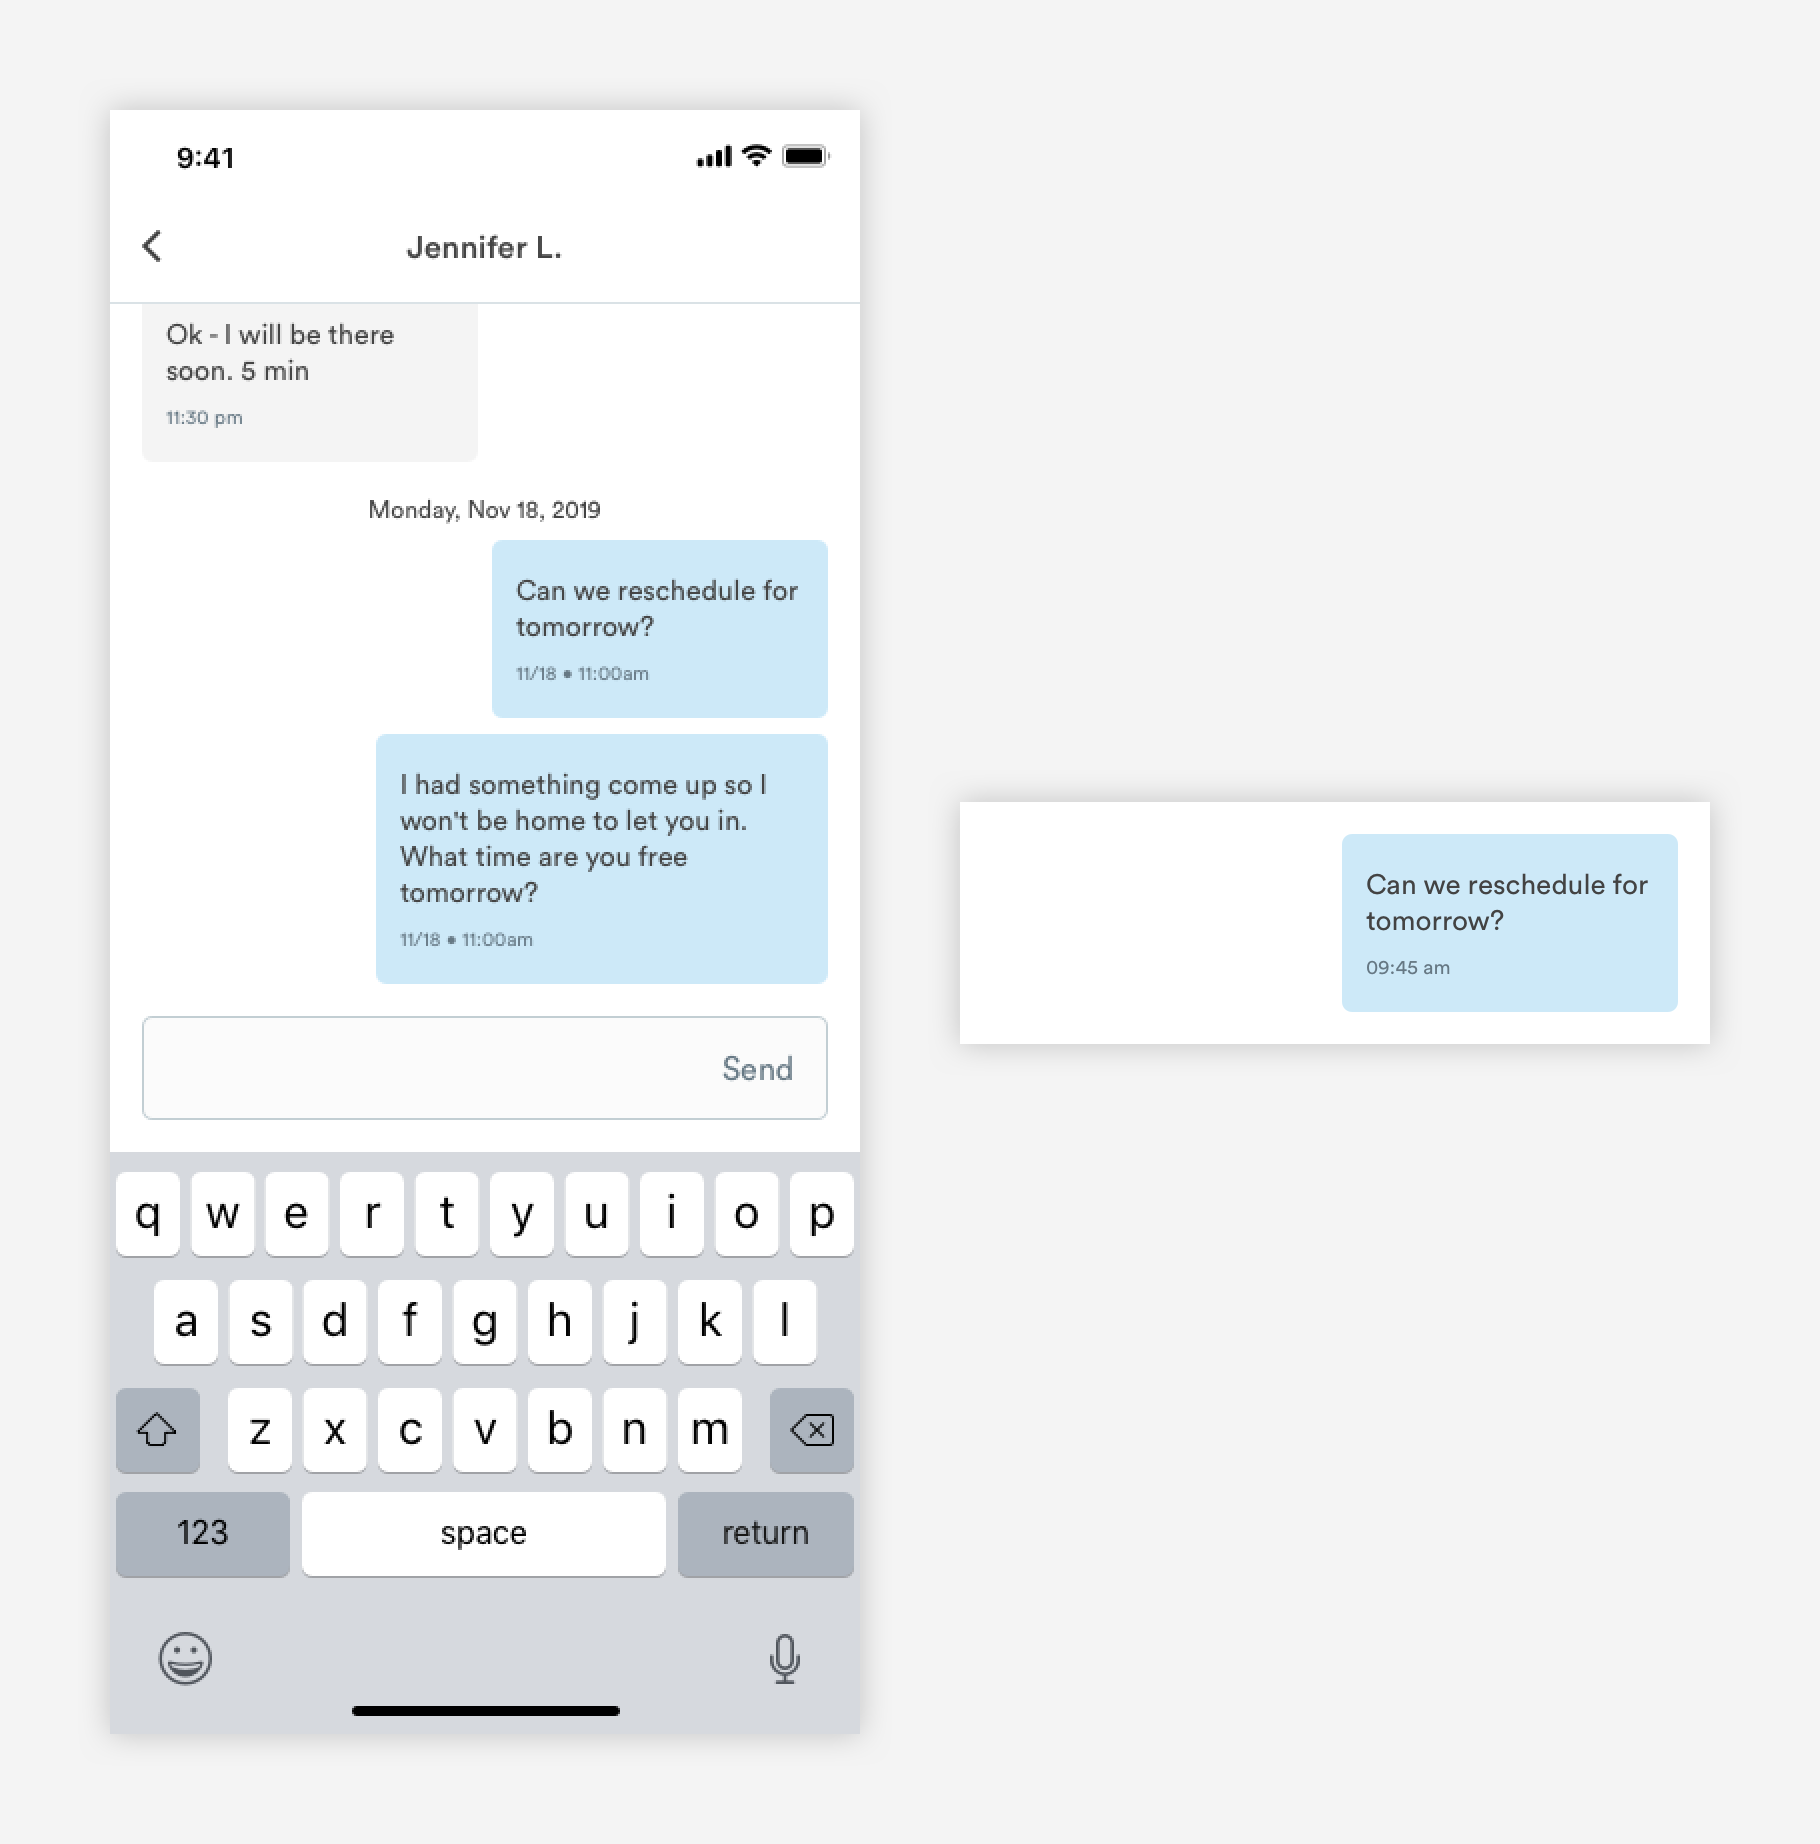 9:41
Jennifer L.
Ok - I will be there
soon. 5 min
11:30 pm
Monday, Nov 18, 2019
Can we reschedule for
tomorrow?
11/18 • 11:00am
I had something come up so I
won't be home to let you in.
What time are you free
tomorrow?
11/18 • 11:00am
Send
q w e r t y u i o p
a s d f g h j k l
z x c v b n m
123 space return
Can we reschedule for
tomorrow?
09:45 am